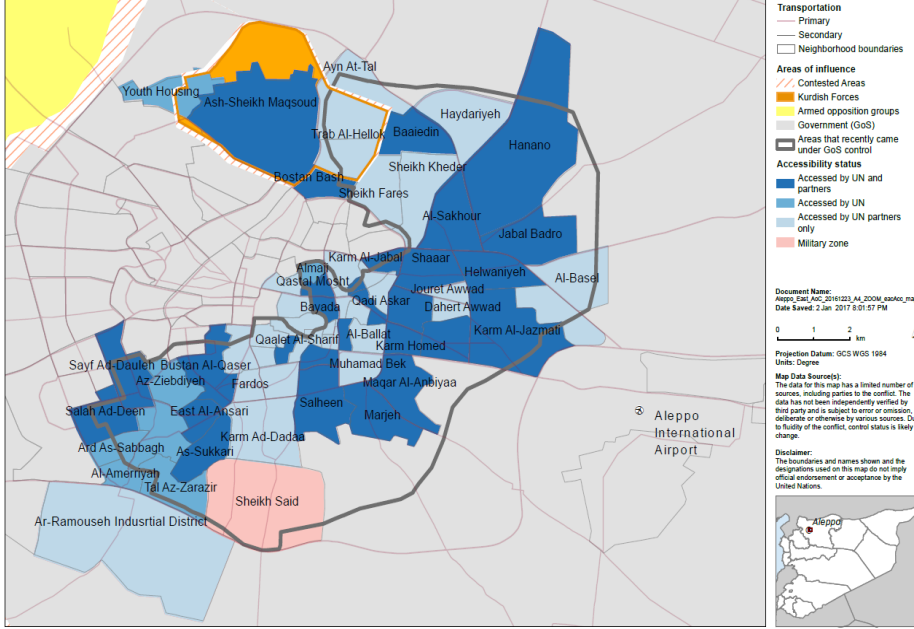 Youth Housing
Ash-Sheikh Maqsoud
Ayn At-Tal
Trab Al-Hellok
Baaiedin
Haydariyeh
Hanano
Sheikh Kheder
Bostan Bash
Sheikh Fares
Al-Sakhour
Jabal Badro
Karm Al-Jabal
Shaaar
Almaji
Qastal Mosht
Helwaniyeh
Al-Basel
Jouret Awwad
Qadi Askar
Bayada
Dahert Awwad
Karm Al-Jazmati
Qaalet Al-Sharif
Al-Ballat
Karm Homed
Sayf Ad-Dauleh
Bustan Al-Qaser
Muhamad Bek
Az-Ziebdiyeh
Fardos
Maqar Al-Anbiyaa
Salheen
Salah Ad-Deen
East Al-Ansari
Marjeh
Karm Ad-Dadaa
Ard As-Sabbagh
As-Sukkari
Al-Amerriyah
Tal Az-Zarazir
Sheikh Said
Ar-Ramouseh Indusrtial District
Aleppo
International
Airport
Transportation
Primary
Secondary
Neighborhood boundaries
Areas of influence
Contested Areas
Kurdish Forces
Armed opposition groups
Government (GoS)
Areas that recently came
under GoS control
Accessibility status
Accessed by UN and
partners
Accessed by UN
Accessed by UN partners
only
Military zone
Document Name:
Aleppo_East_AoC_20161223_A4_ZOOM_eacAcc_ma
Date Saved: 2 Jan 2017 8:01:57 PM
0 1 2
km
Projection Datum: GCS WGS 1984
Units: Degree
Map Data Source(s):
The data for this map has a limited number of
sources, including parties to the conflict. The
data has not been independently verified by
third party and is subject to error or omission,
deliberate or otherwise by various sources. Du
to fluidity of the conflict, control status is likely
change.
Disclaimer:
The boundaries and names shown and the
designations used on this map do not imply
official endorsement or acceptance by the
United Nations.
Aleppo